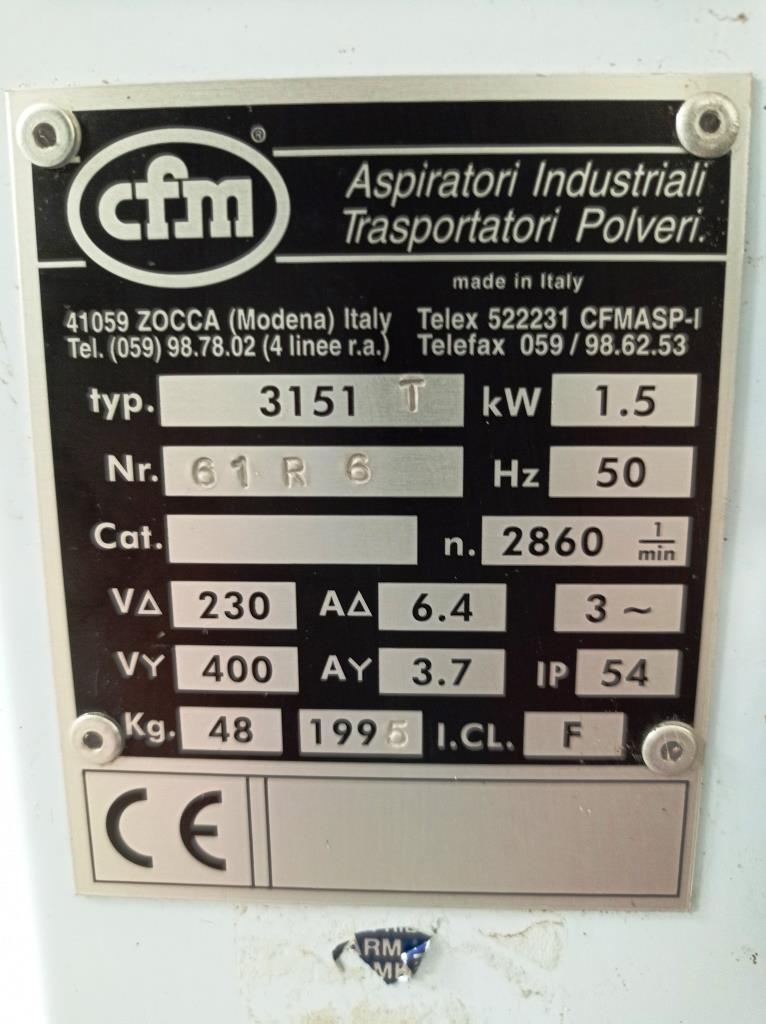 cfm ®
Aspiratori Industriali
Trasportatori Polveri.
made in Italy
41059 ZOCCA (Modena) Italy Telex 522231 CFMASP-I
Tel. (059) 98.78.02 (4 linee r.a.) Telefax 059/98.62.53
typ. 3151 T kW 1.5
Nr. 61 R 6 Hz 50
Cat. n. 2860 1/min
V△ 230 A△ 6.4 3~
VY 400 AY 3.7 IP 54
Kg. 48 1995 I.CL. F
CE
ARM